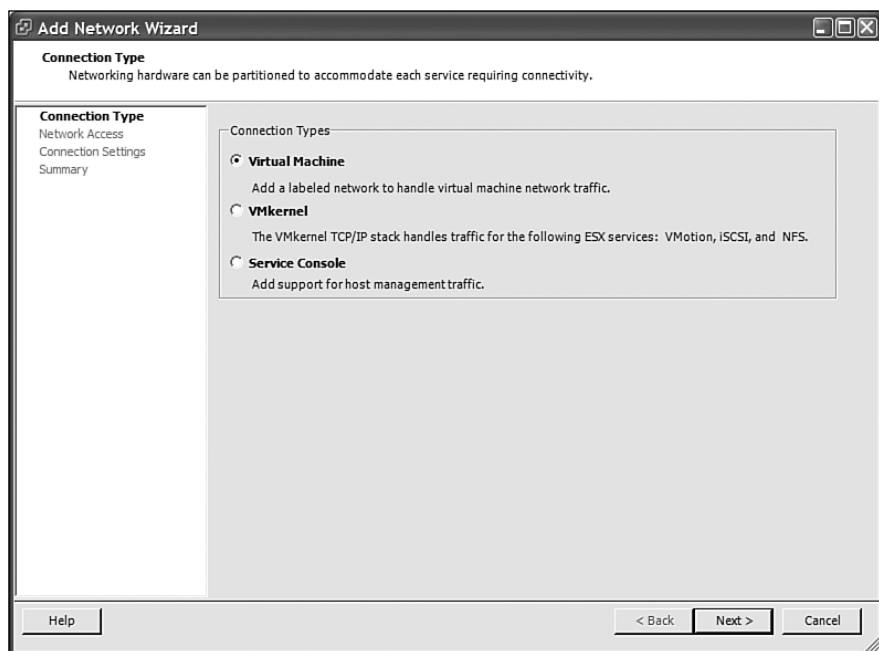 Add Network Wizard
Connection Type
Networking hardware can be partitioned to accommodate each service requiring connectivity.
Connection Type
Network Access
Connection Settings
Summary
Connection Types
Virtual Machine
Add a labeled network to handle virtual machine network traffic.
VMkernel
The VMkernel TCP/IP stack handles traffic for the following ESX services: VMotion, iSCSI, and NFS.
Service Console
Add support for host management traffic.
Help
< Back
Next >
Cancel